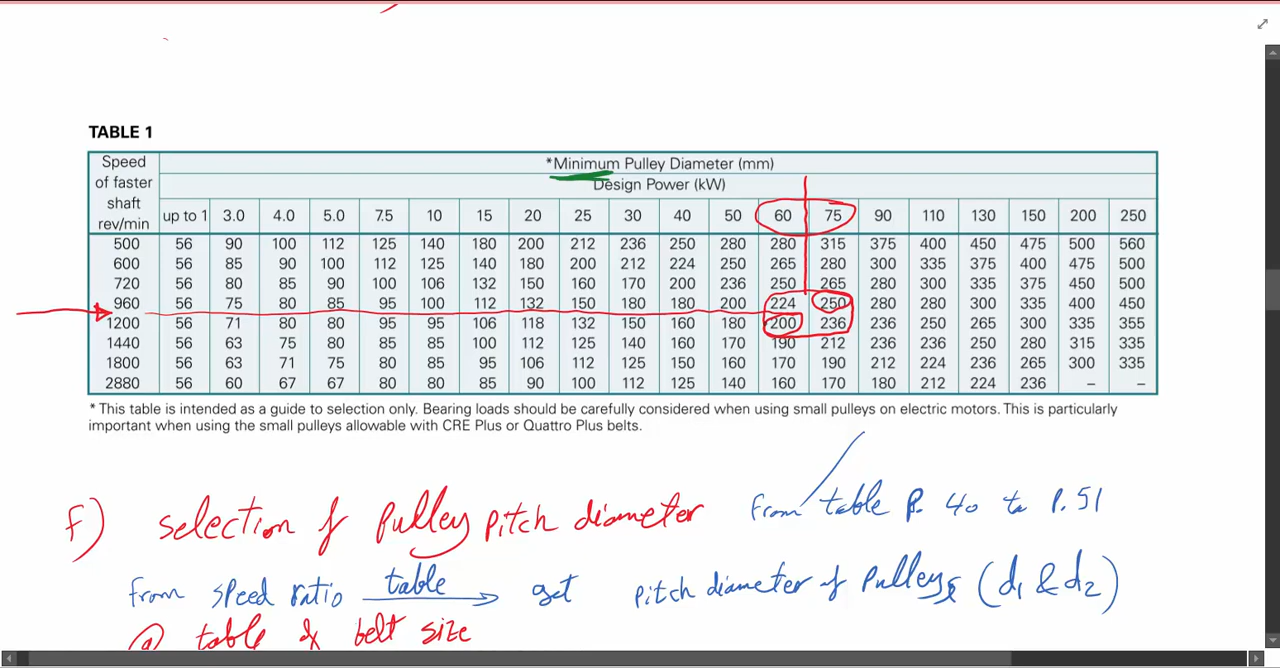 TABLE 1
Speed of faster shaft rev/min
*Minimum Pulley Diameter (mm)
Design Power (kW)
up to 1 3.0 4.0 5.0 7.5 10 15 20 25 30 40 50 60 75 90 110 130 150 200 250
500 56 90 100 112 125 140 180 200 212 236 250 280 280 315 375 400 450 475 500 560
600 56 85 90 100 112 125 140 180 200 212 224 250 265 280 300 335 375 400 475 500
720 56 80 85 90 100 106 132 150 160 170 200 236 250 265 280 300 335 375 450 500
960 56 75 80 85 95 100 112 132 150 180 180 200 224 250 280 280 300 335 400 450
1200 56 71 80 80 95 95 106 118 132 150 160 180 200 236 236 250 265 300 335 355
1440 56 63 75 80 85 85 100 112 125 140 160 170 190 212 236 236 250 280 315 335
1800 56 63 71 75 80 85 95 106 112 125 150 160 170 190 212 224 236 265 300 335
2880 56 60 67 67 80 80 85 90 100 112 125 140 160 170 180 212 224 236 – –
* This table is intended as a guide to selection only. Bearing loads should be carefully considered when using small pulleys on electric motors. This is particularly
important when using the small pulleys allowable with CRE Plus or Quattro Plus belts.
F) selection of pulley pitch diameter from table P. 40 to P. 51
from speed ratio table get pitch diameter of pulleys (d1 & d2)
@ table of belt size